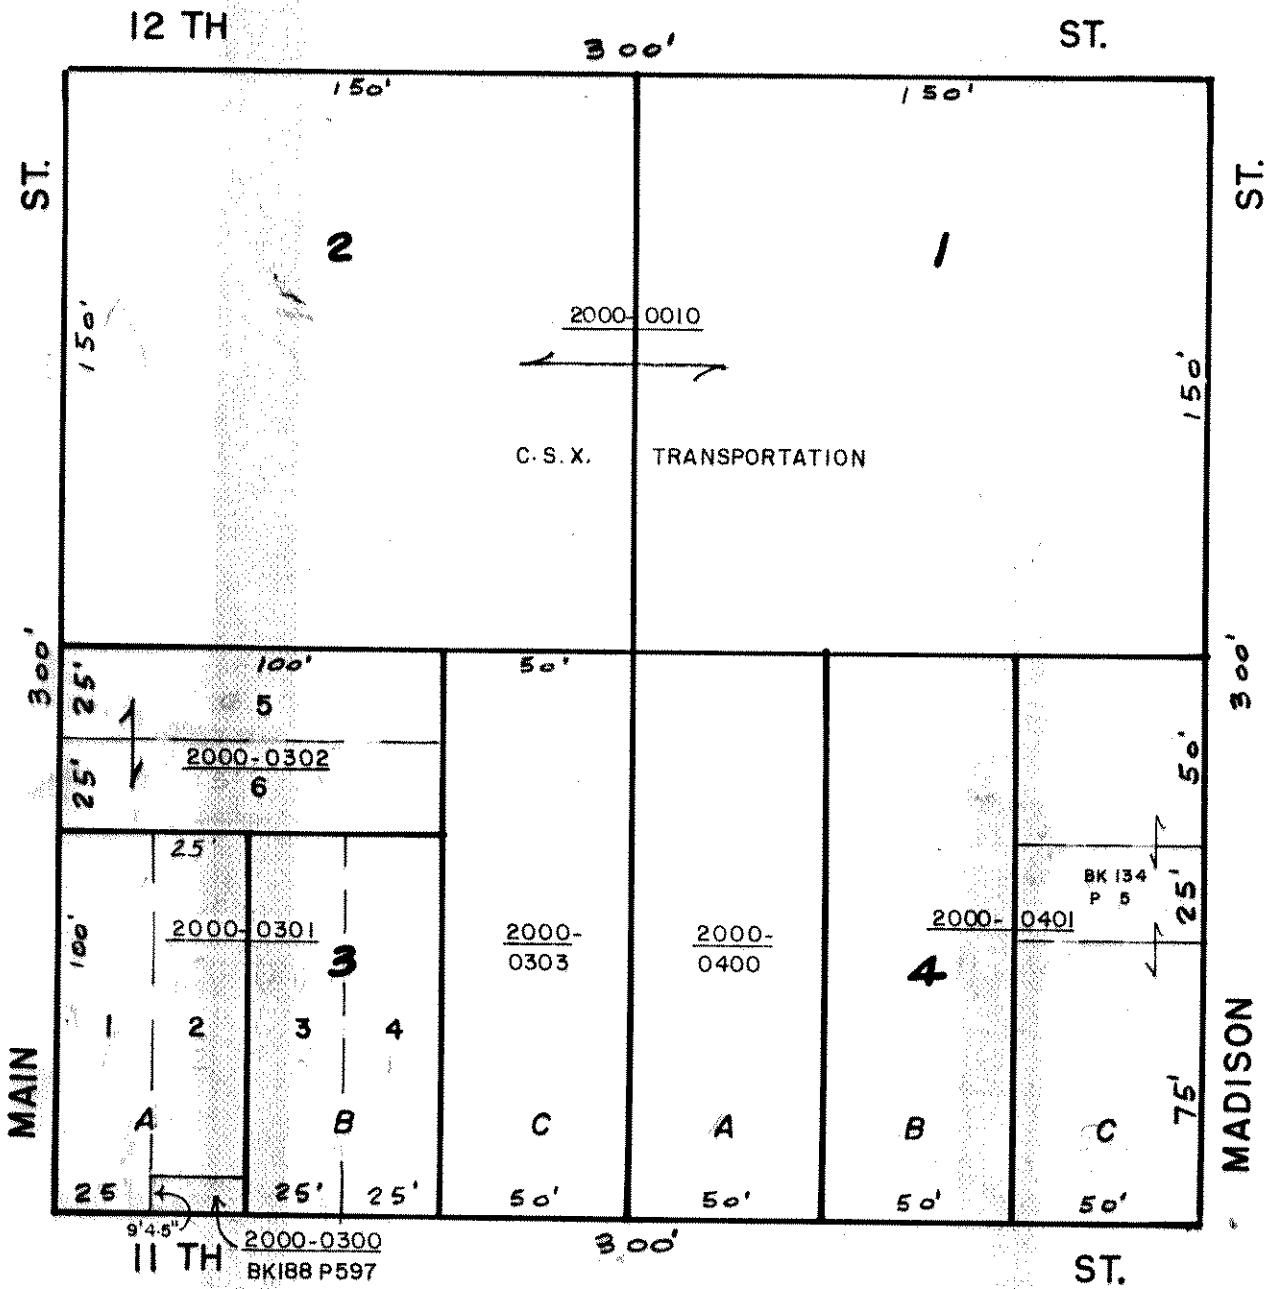 12 TH
300'
ST.
150'
150'
ST.
ST.
2
1
150'
2000-0010
150'
C.S.X. TRANSPORTATION
300'
300'
100'
50'
25'
5
2000-0302
25'
6
50'
25'
BK 134
P 5
25'
100'
2000-0301
3
2000-
0303
2000-
0400
2000-0401
4
1
2
3
4
MAIN
MADISON
75'
A
B
C
A
B
C
25
25'
25'
50'
50'
50'
50'
9'4.5"
11 TH
2000-0300
BK188 P597
300'
ST.